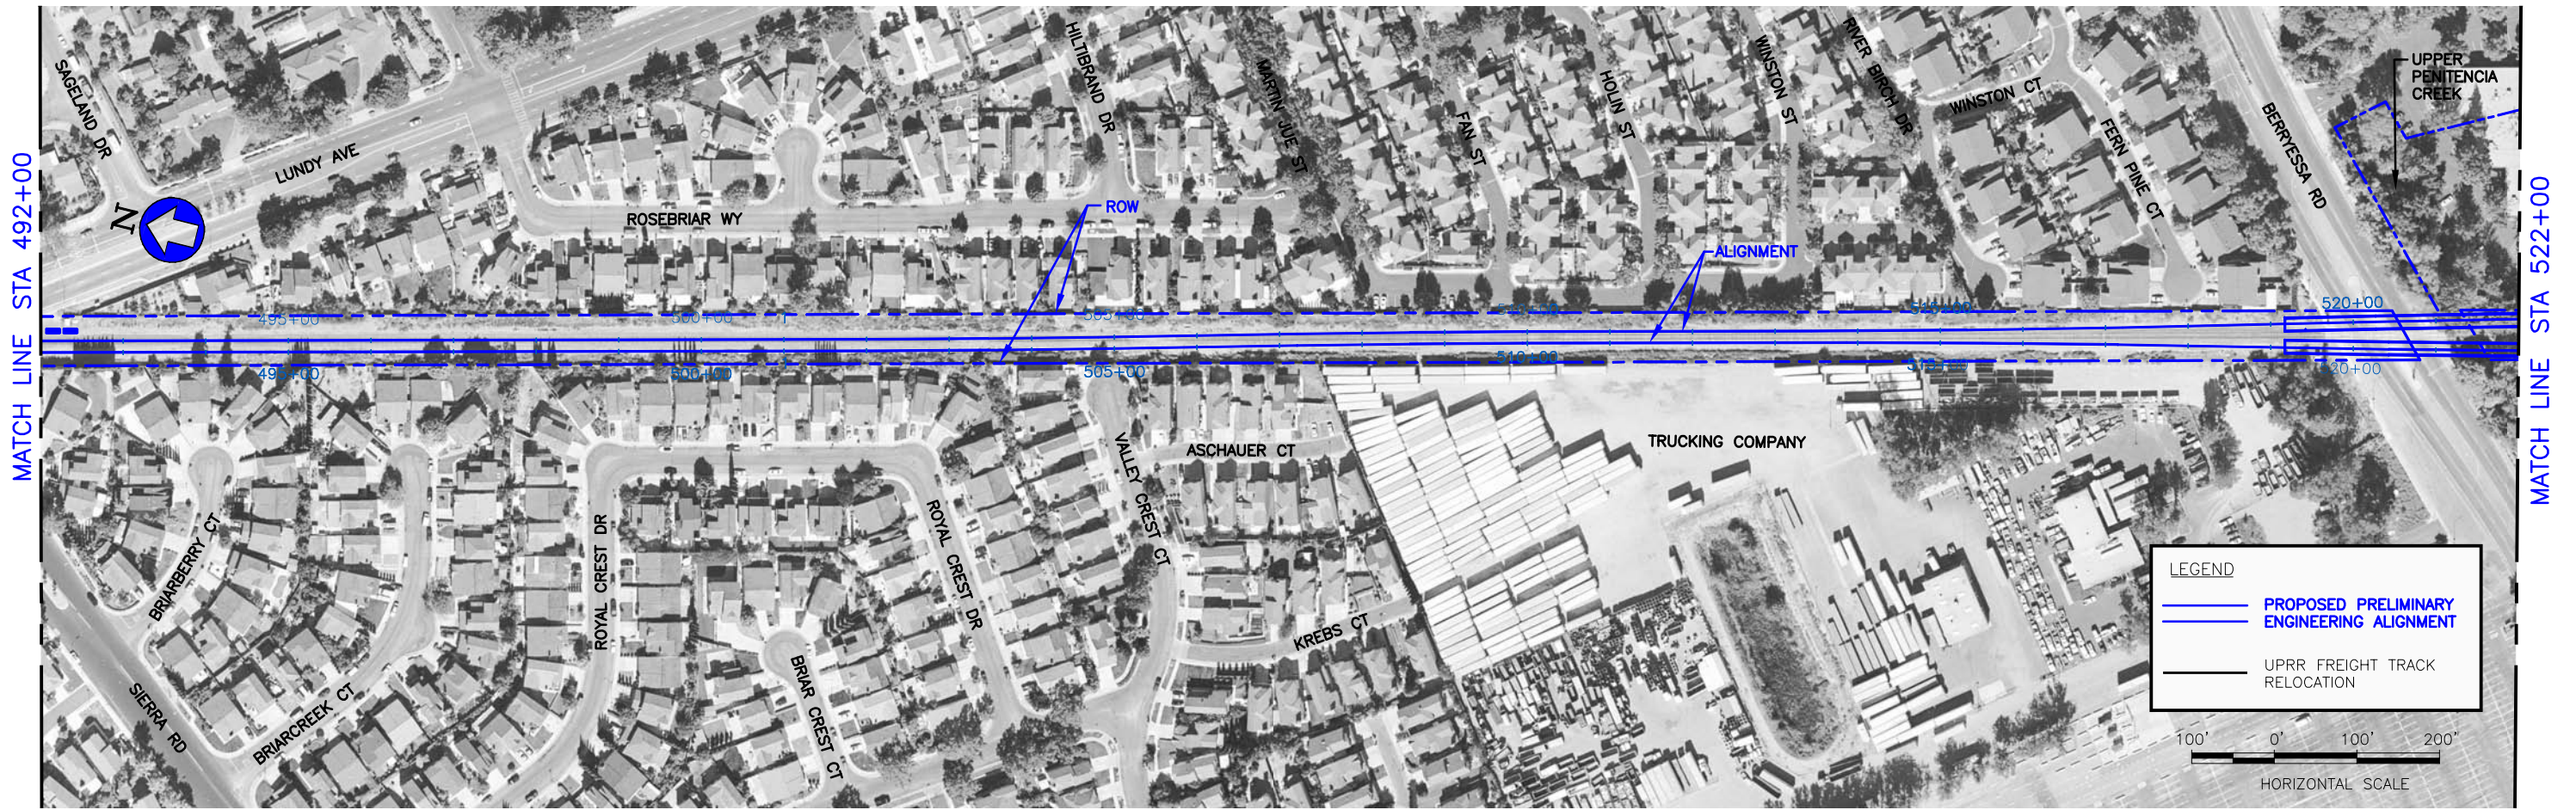 SAGELAND DR
LUNDY AVE
HILTIBRAND DR
MARTIN JUE ST
FAN ST
HOLIN ST
WINSTON ST
RIVER BIRCH DR
WINSTON CT
FERN PINE CT
BERRYESSA RD
UPPER
PENITENCIA
CREEK
MATCH LINE STA 492+00
N
ROSEBRIAR WY
ROW
ALIGNMENT
MATCH LINE STA 522+00
495+00
500+00
505+00
510+00
515+00
520+00
495+00
500+00
505+00
510+00
515+00
520+00
BRIARBERRY CT
SIERRA RD
BRIARCREEK CT
ROYAL CREST DR
BRIAR CREST CT
ROYAL CREST DR
VALLEY CREST CT
ASCHAUER CT
KREBS CT
TRUCKING COMPANY
LEGEND
PROPOSED PRELIMINARY
ENGINEERING ALIGNMENT
UPRR FREIGHT TRACK
RELOCATION
100' 0' 100' 200'
HORIZONTAL SCALE